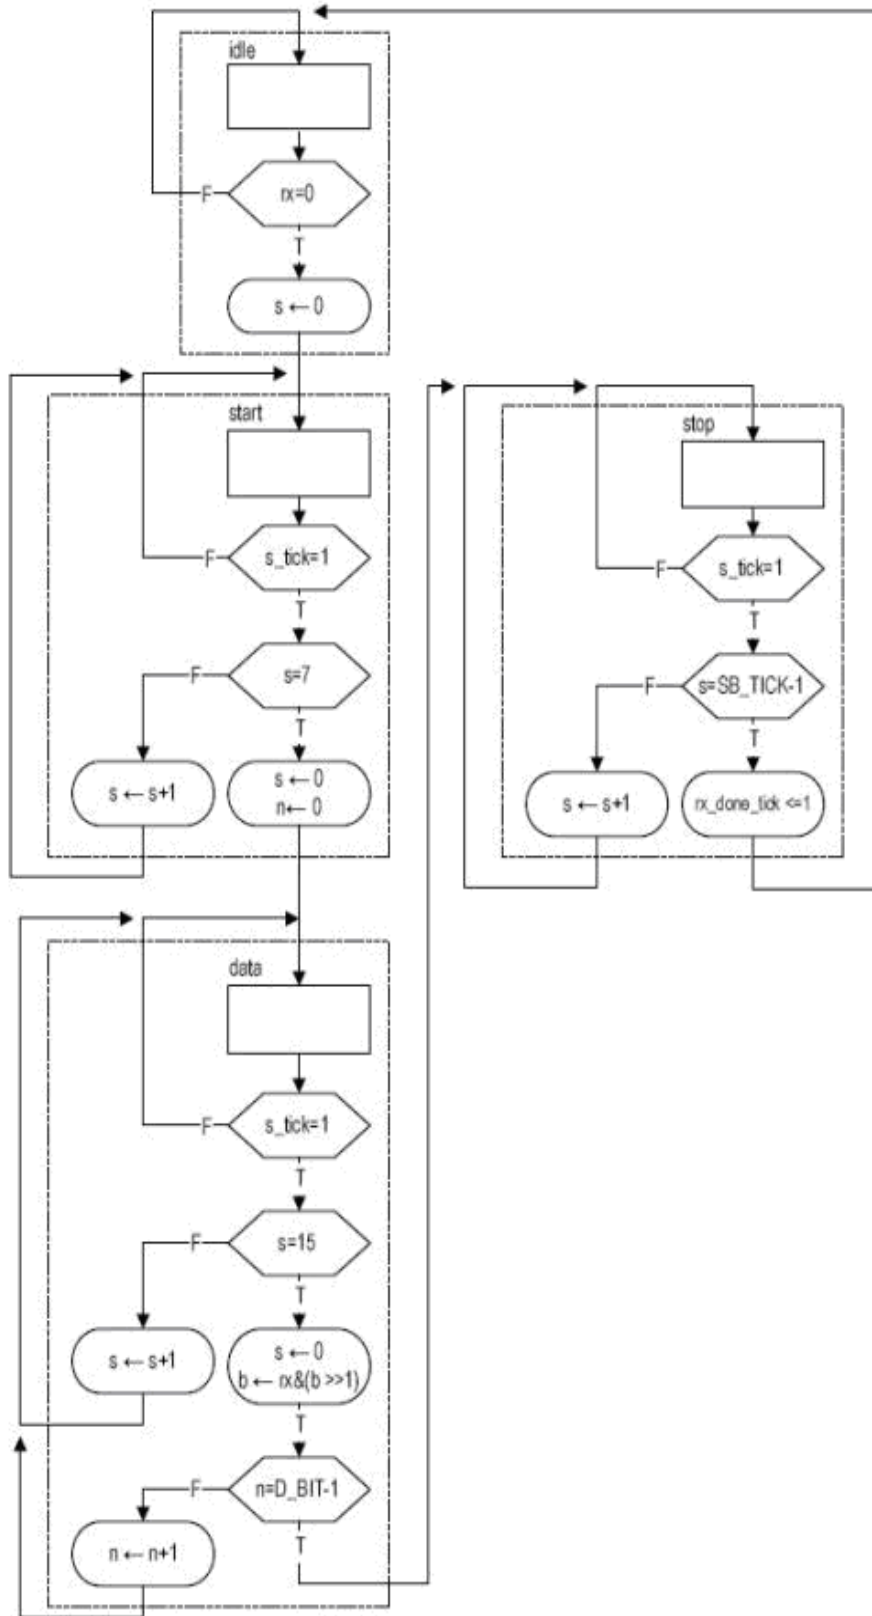 idle
rx=0
F
T
s ← 0
start
s_tick=1
F
T
s=7
F
T
s ← s+1
s ← 0
n← 0
data
s_tick=1
F
T
s=15
F
T
s ← s+1
s ← 0
b ← rx&(b >>1)
T
n=D_BIT-1
F
T
n ← n+1
stop
s_tick=1
F
T
s=SB_TICK-1
F
T
s ← s+1
rx_done_tick <=1